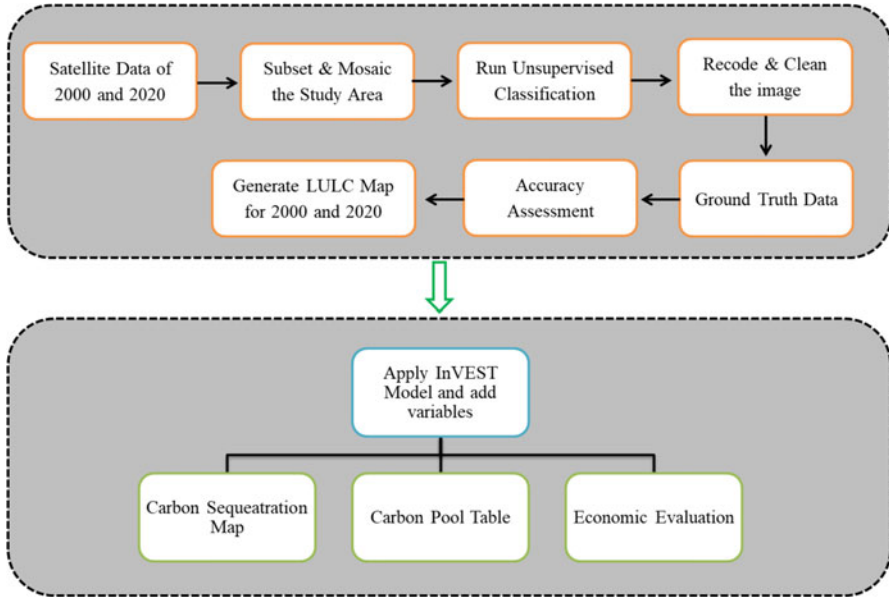 Satellite Data of
2000 and 2020
Subset & Mosaic
the Study Area
Run Unsupervised
Classification
Recode & Clean
the image
Ground Truth Data
Accuracy
Assessment
Generate LULC Map
for 2000 and 2020
Apply InVEST
Model and add
variables
Carbon Sequeatration
Map
Carbon Pool Table
Economic Evaluation